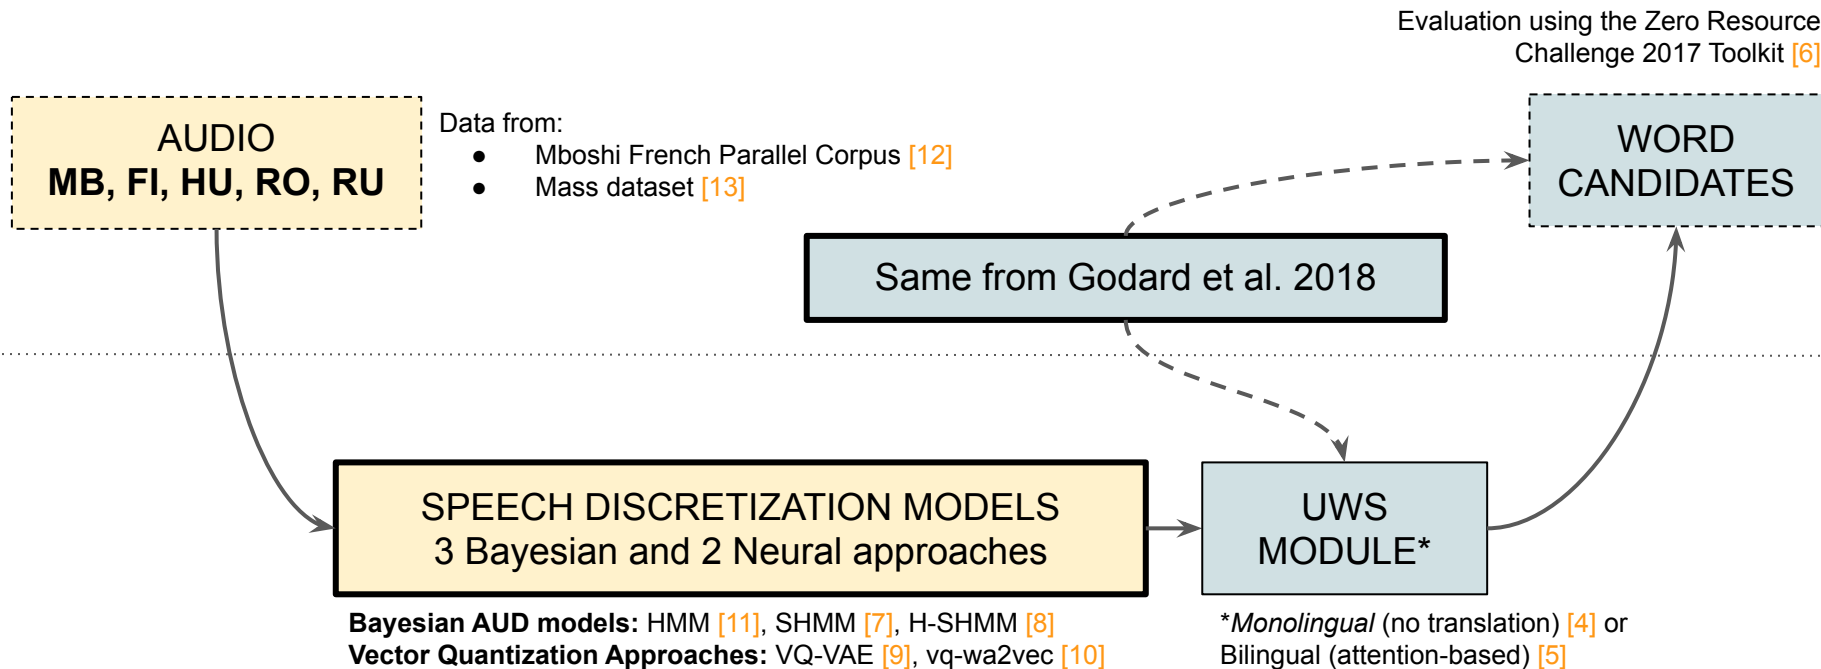 Evaluation using the Zero Resource
Challenge 2017 Toolkit [6]
AUDIO
MB, FI, HU, RO, RU
Data from:
● Mboshi French Parallel Corpus [12]
● Mass dataset [13]
WORD
CANDIDATES
Same from Godard et al. 2018
SPEECH DISCRETIZATION MODELS
3 Bayesian and 2 Neural approaches
UWS
MODULE*
Bayesian AUD models: HMM [11], SHMM [7], H-SHMM [8]
Vector Quantization Approaches: VQ-VAE [9], vq-wa2vec [10]
*Monolingual (no translation) [4] or
Bilingual (attention-based) [5]